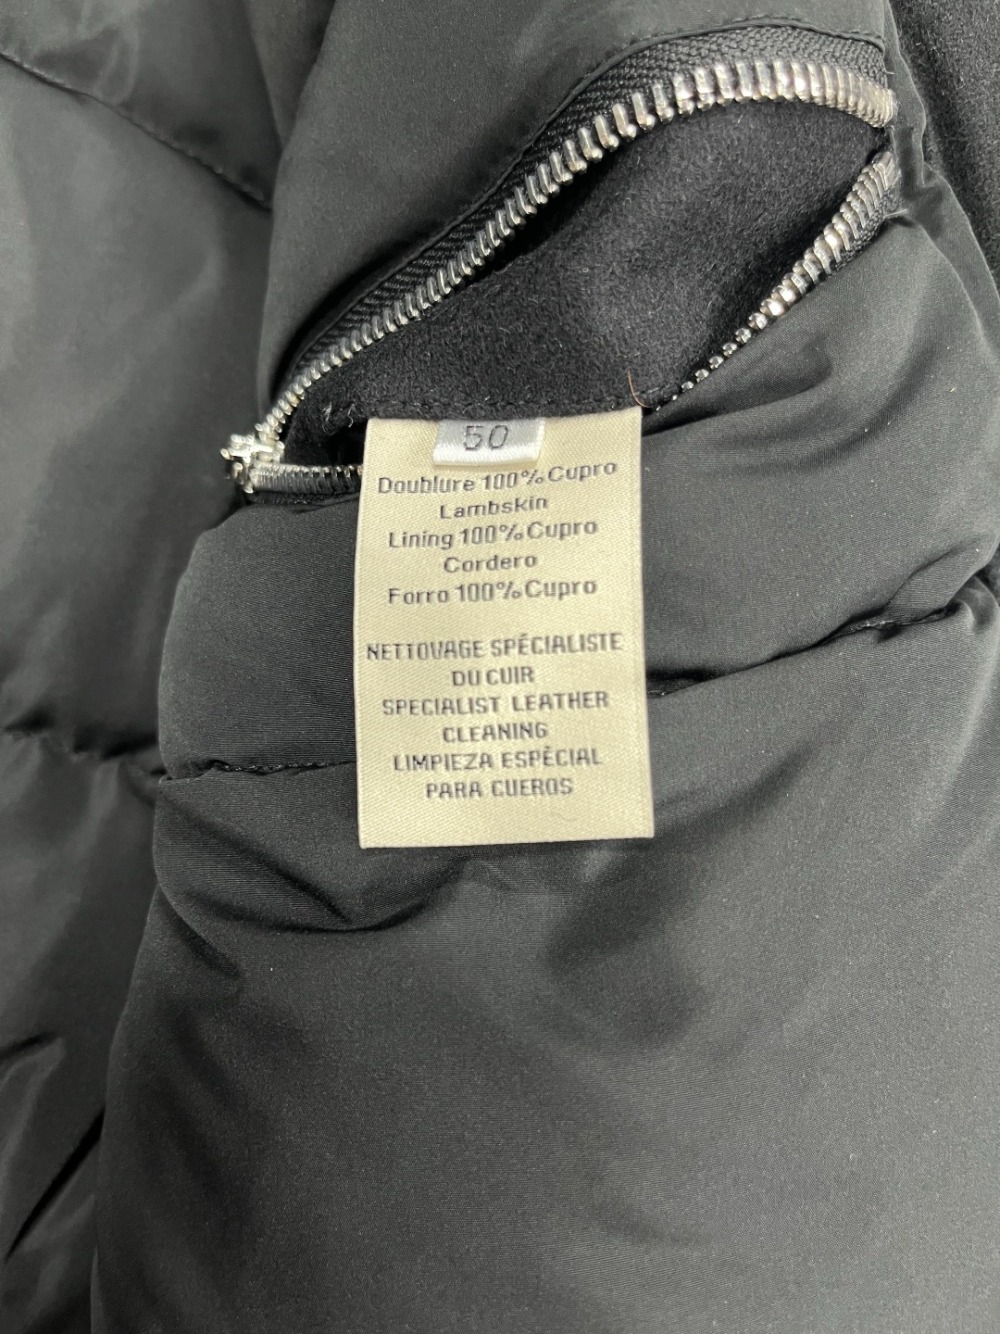 50
Doublure 100% Cupro
Lambskin
Lining 100% Cupro
Cordero
Forro 100% Cupro
NETTOYAGE SPÉCIALISTE
DU CUIR
SPECIALIST LEATHER
CLEANING
LIMPIEZA ESPÈCIAL
PARA CUEROS